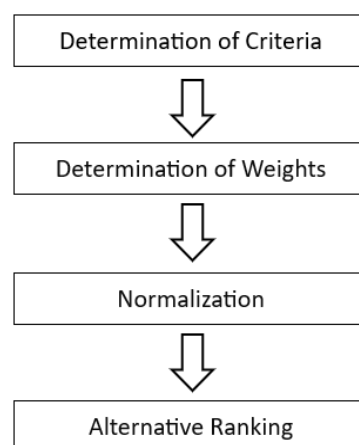 Determination of Criteria
Determination of Weights
Normalization
Alternative Ranking